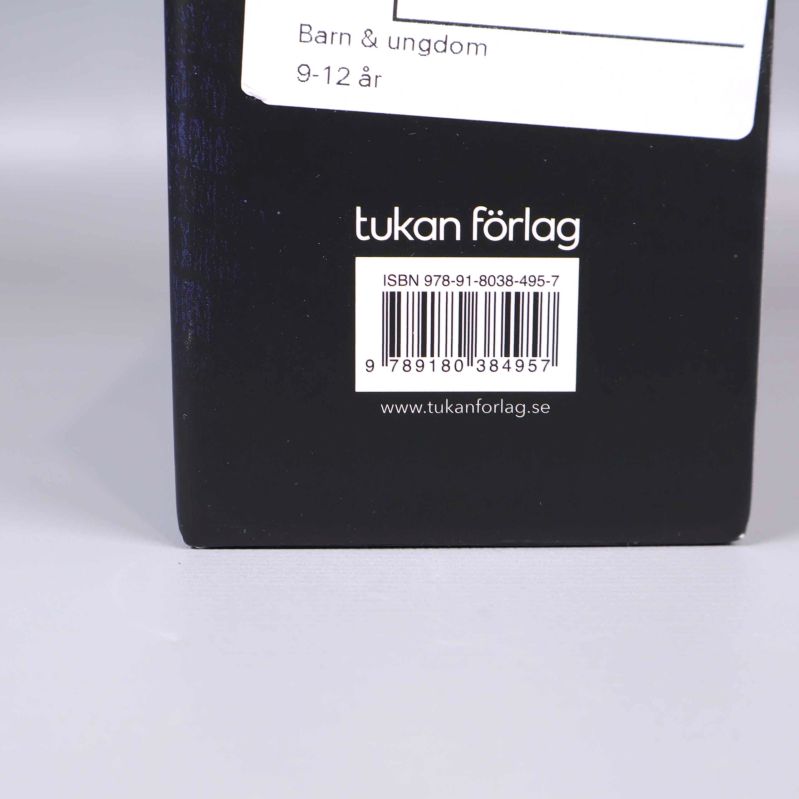 Barn & ungdom
9-12 år
tukan förlag
ISBN 978-91-8038-495-7
9 789180 384957
www.tukanforlag.se